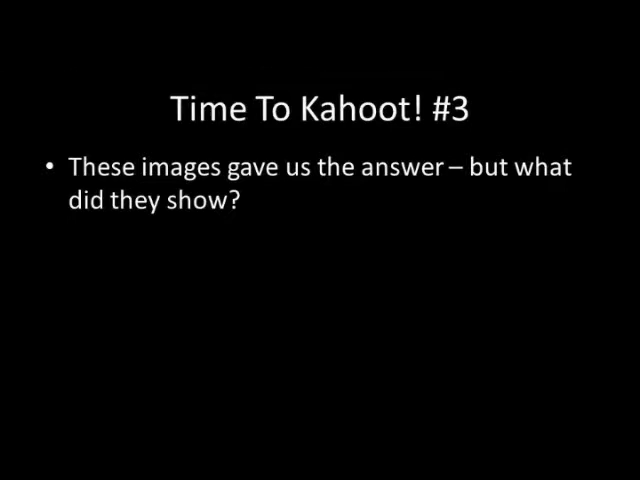 Time To Kahoot! #3
• These images gave us the answer – but what
did they show?